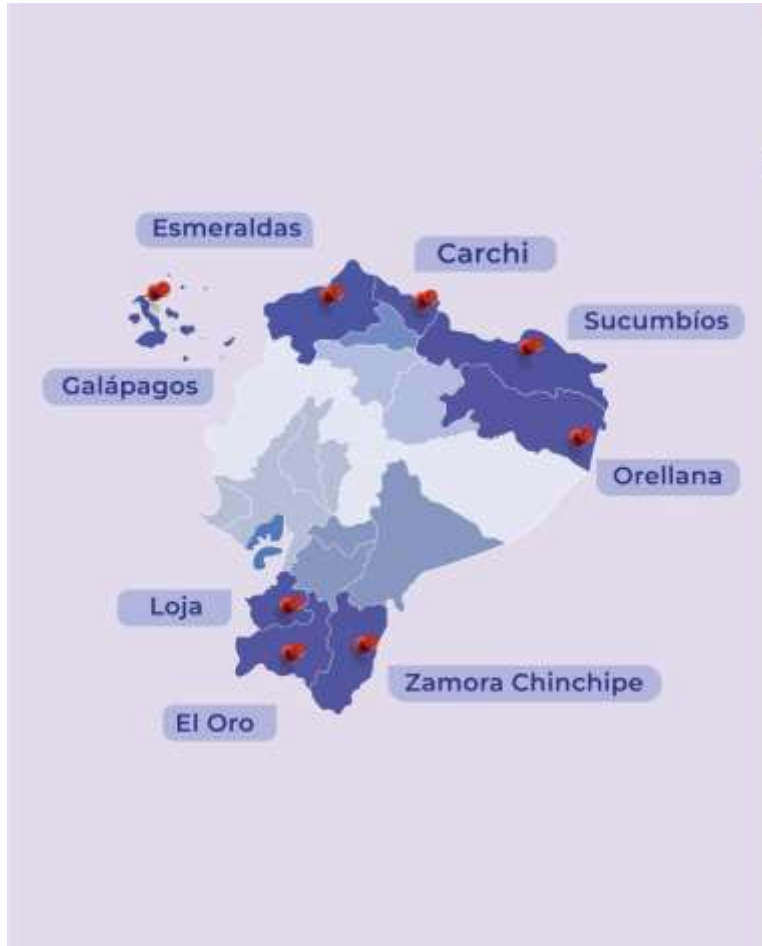 Esmeraldas
Carchi
Sucumbíos
Galápagos
Orellana
Loja
Zamora Chinchipe
El Oro